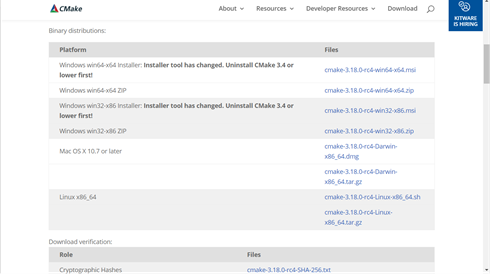 CMake
About
Resources
Developer Resources
Download
KITWARE
IS HIRING
Binary distributions:
Platform
Files
Windows win64-x64 Installer: Installer tool has changed. Uninstall CMake 3.4 or
lower first!
cmake-3.18.0-rc4-win64-x64.msi
Windows win64-x64 ZIP
cmake-3.18.0-rc4-win64-x64.zip
Windows win32-x86 Installer: Installer tool has changed. Uninstall CMake 3.4 or
lower first!
cmake-3.18.0-rc4-win32-x86.msi
Windows win32-x86 ZIP
cmake-3.18.0-rc4-win32-x86.zip
Mac OS X 10.7 or later
cmake-3.18.0-rc4-Darwin-
x86_64.dmg
cmake-3.18.0-rc4-Darwin-
x86_64.tar.gz
Linux x86_64
cmake-3.18.0-rc4-Linux-x86_64.sh
cmake-3.18.0-rc4-Linux-
x86_64.tar.gz
Download verification:
Role
Files
Cryptographic Hashes
cmake-3.18.0-rc4-SHA-256.txt